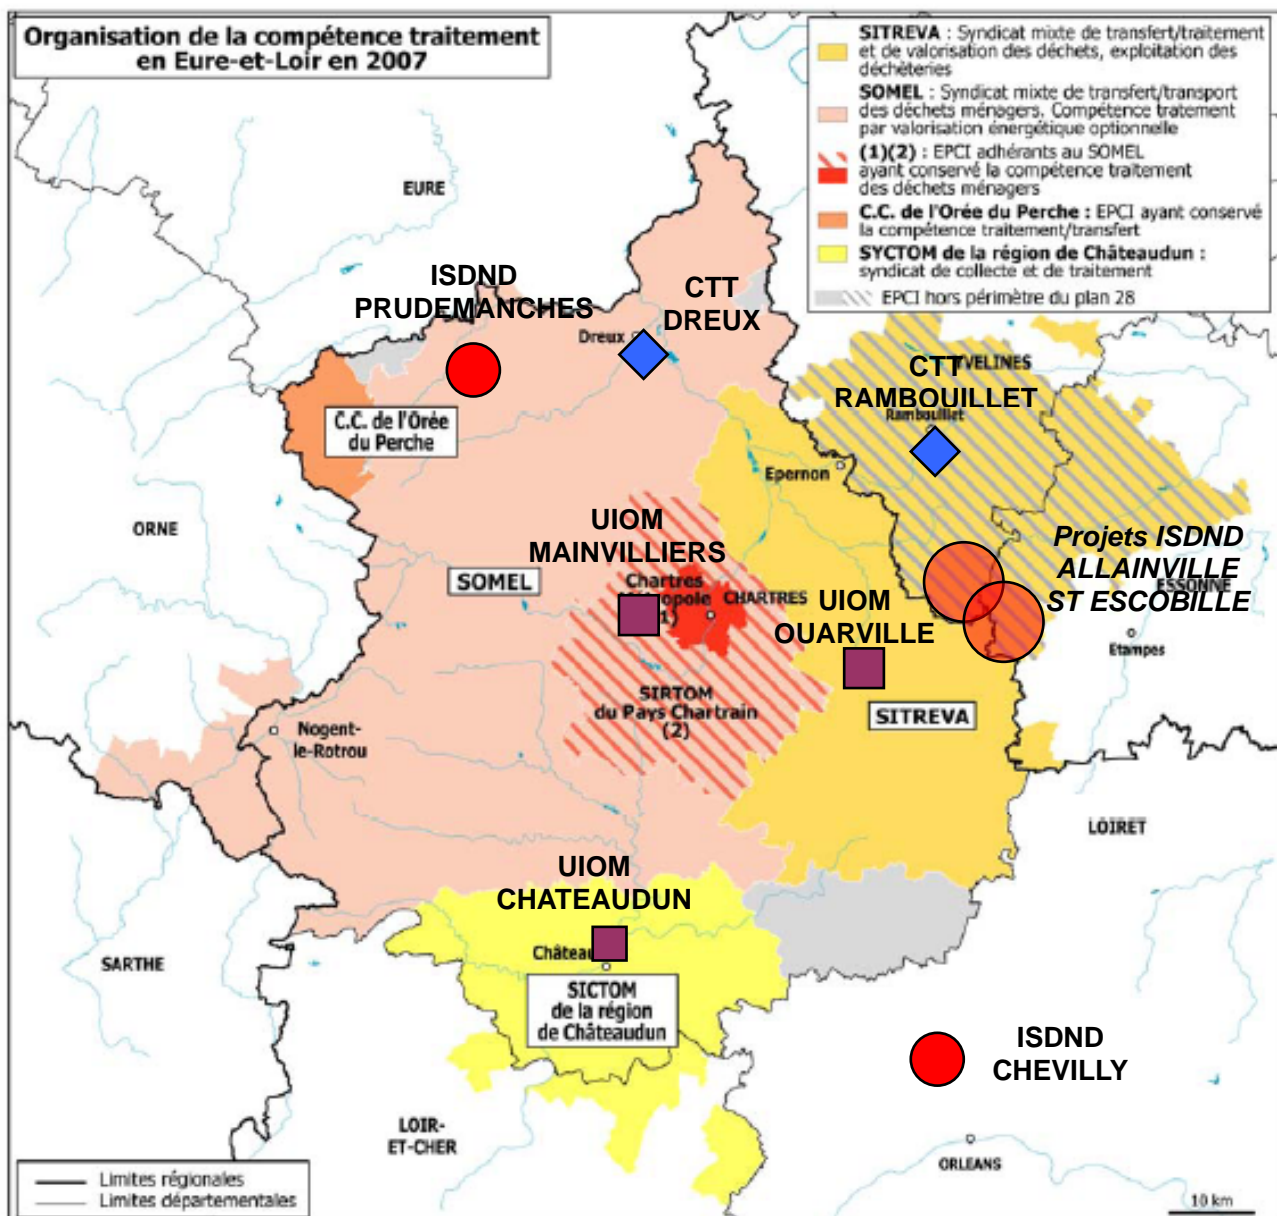 Organisation de la compétence traitement
en Eure-et-Loir en 2007
SITREVA : Syndicat mixte de transfert/traitement
et de valorisation des déchets, exploitation des
déchèteries
SOMEL : Syndicat mixte de transfert/transport
des déchets ménagers. Compétence tratement
par valorisation énergétique optionnelle
(1)(2) : EPCI adhérants au SOMEL
ayant conservé la compétence traitement
des déchets ménagers
C.C. de l'Orée du Perche : EPCI ayant conservé
la compétence traitement/transfert
SYCTOM de la région de Châteaudun :
syndicat de collecte et de traitement
EPCI hors périmètre du plan 28
EURE
ISDND
PRUDEMANCHES
CTT
DREUX
Dreux
YVELINES
CTT
RAMBOUILLET
Rambouillet
C.C. de l'Orée
du Perche
Epernon
ORNE
UIOM
MAINVILLIERS
Projets ISDND
ALLAINVILLE
ST ESCOBILLE
ESSONNE
SOMEL
Chartres
opole
1)
CHARTRES
UIOM
OUARVILLE
Etampes
SIRTOM
du Pays Chartrain
(2)
SITREVA
Nogent-
le-Rotrou
LOIRET
UIOM
CHATEAUDUN
SARTHE
Château
SICTOM
de la région
de Châteaudun
ISDND
CHEVILLY
LOIR-
ET-CHER
ORLEANS
Limites régionales
Limites départementales
10 km